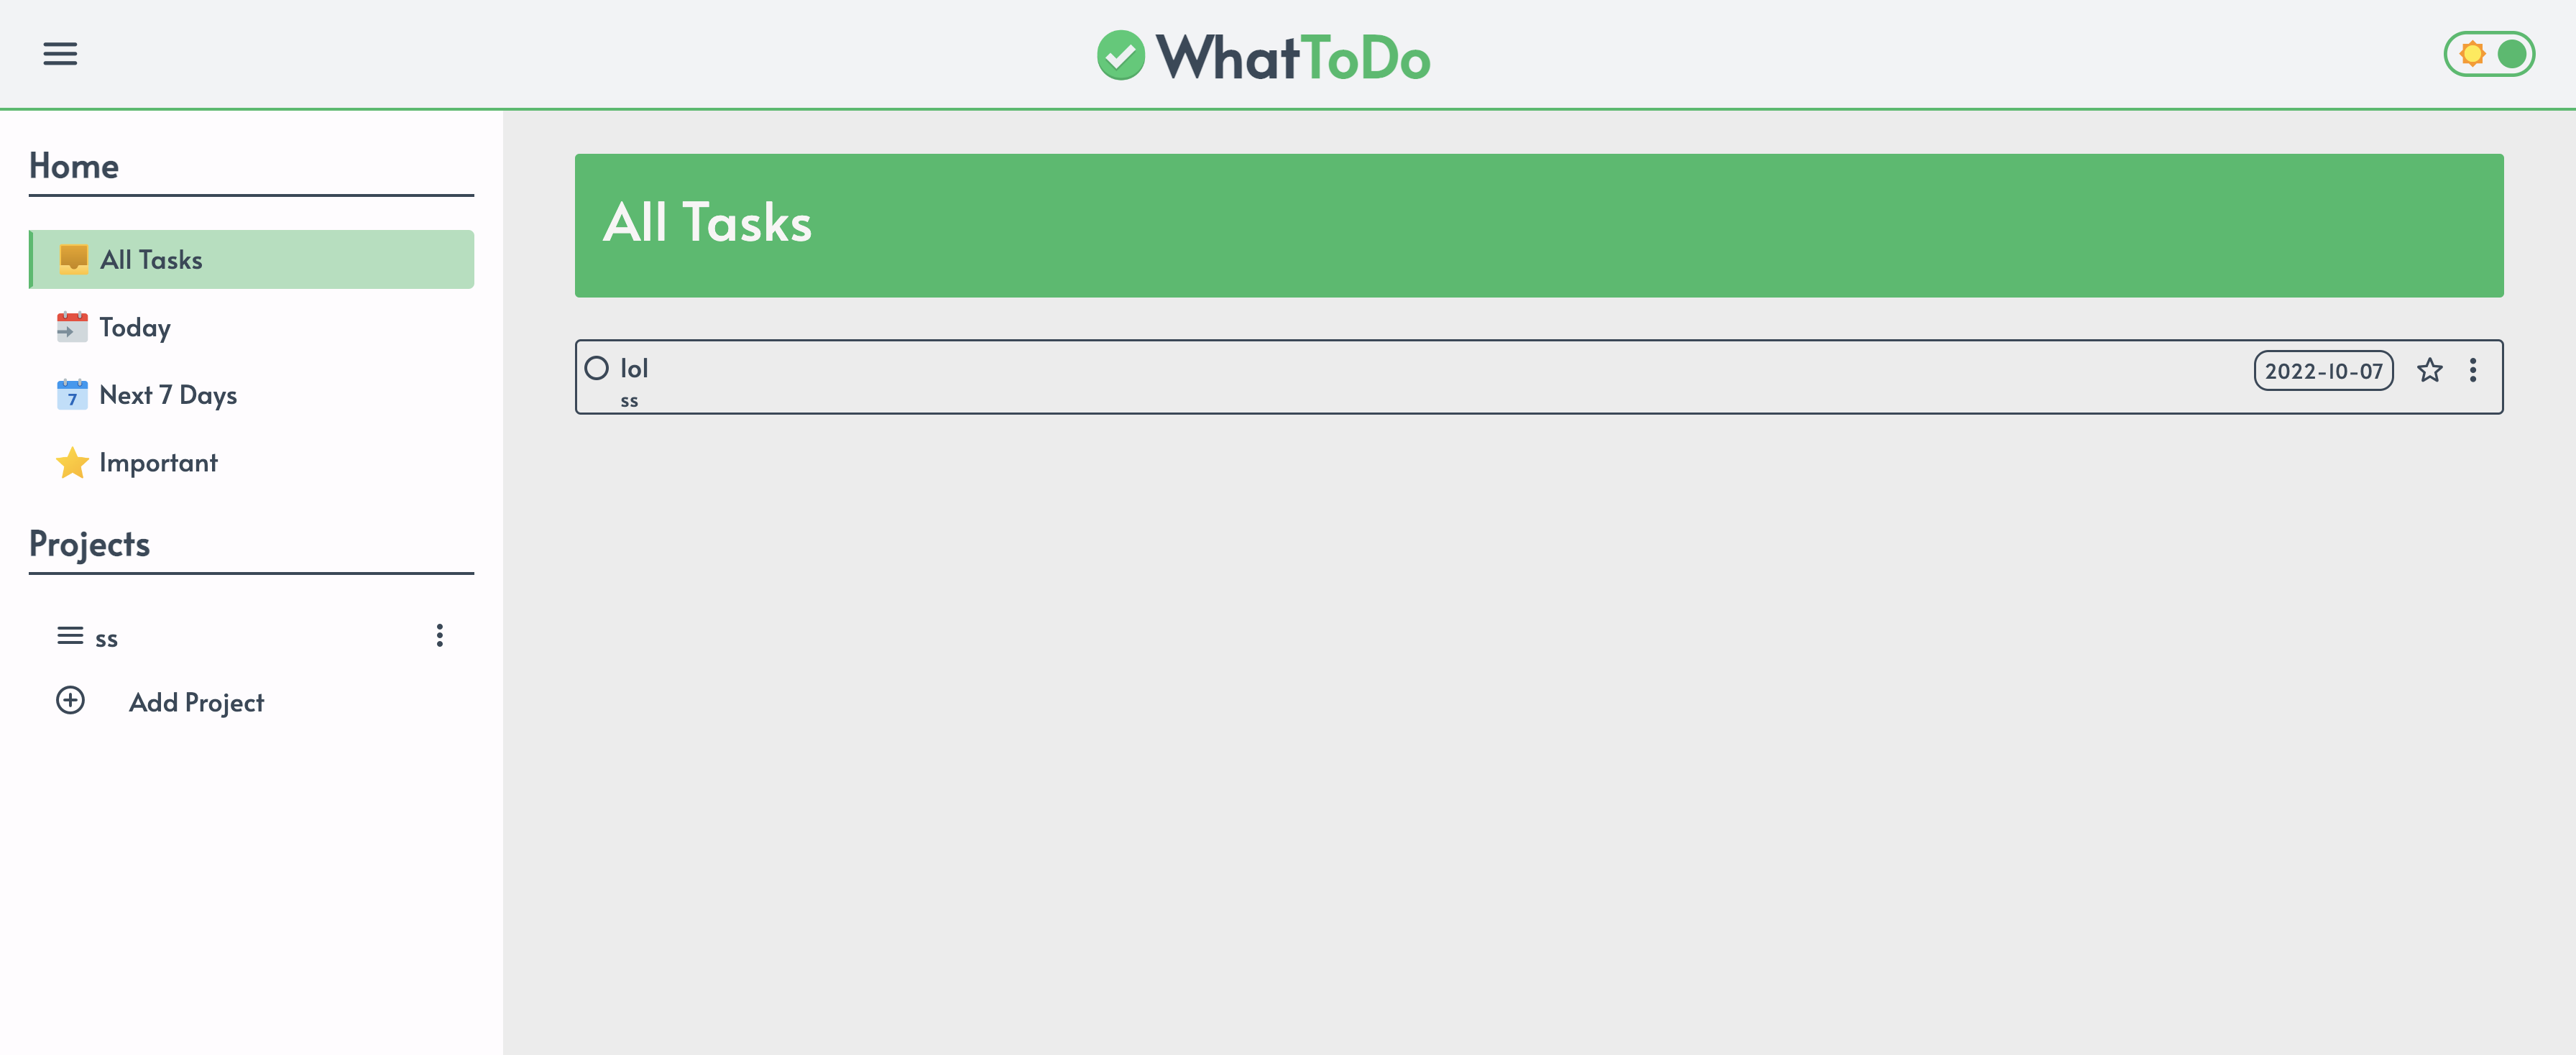 WhatToDo
Home
All Tasks
Today
7 Next 7 Days
Important
Projects
ss
Add Project
All Tasks
lol 2022-10-07
ss